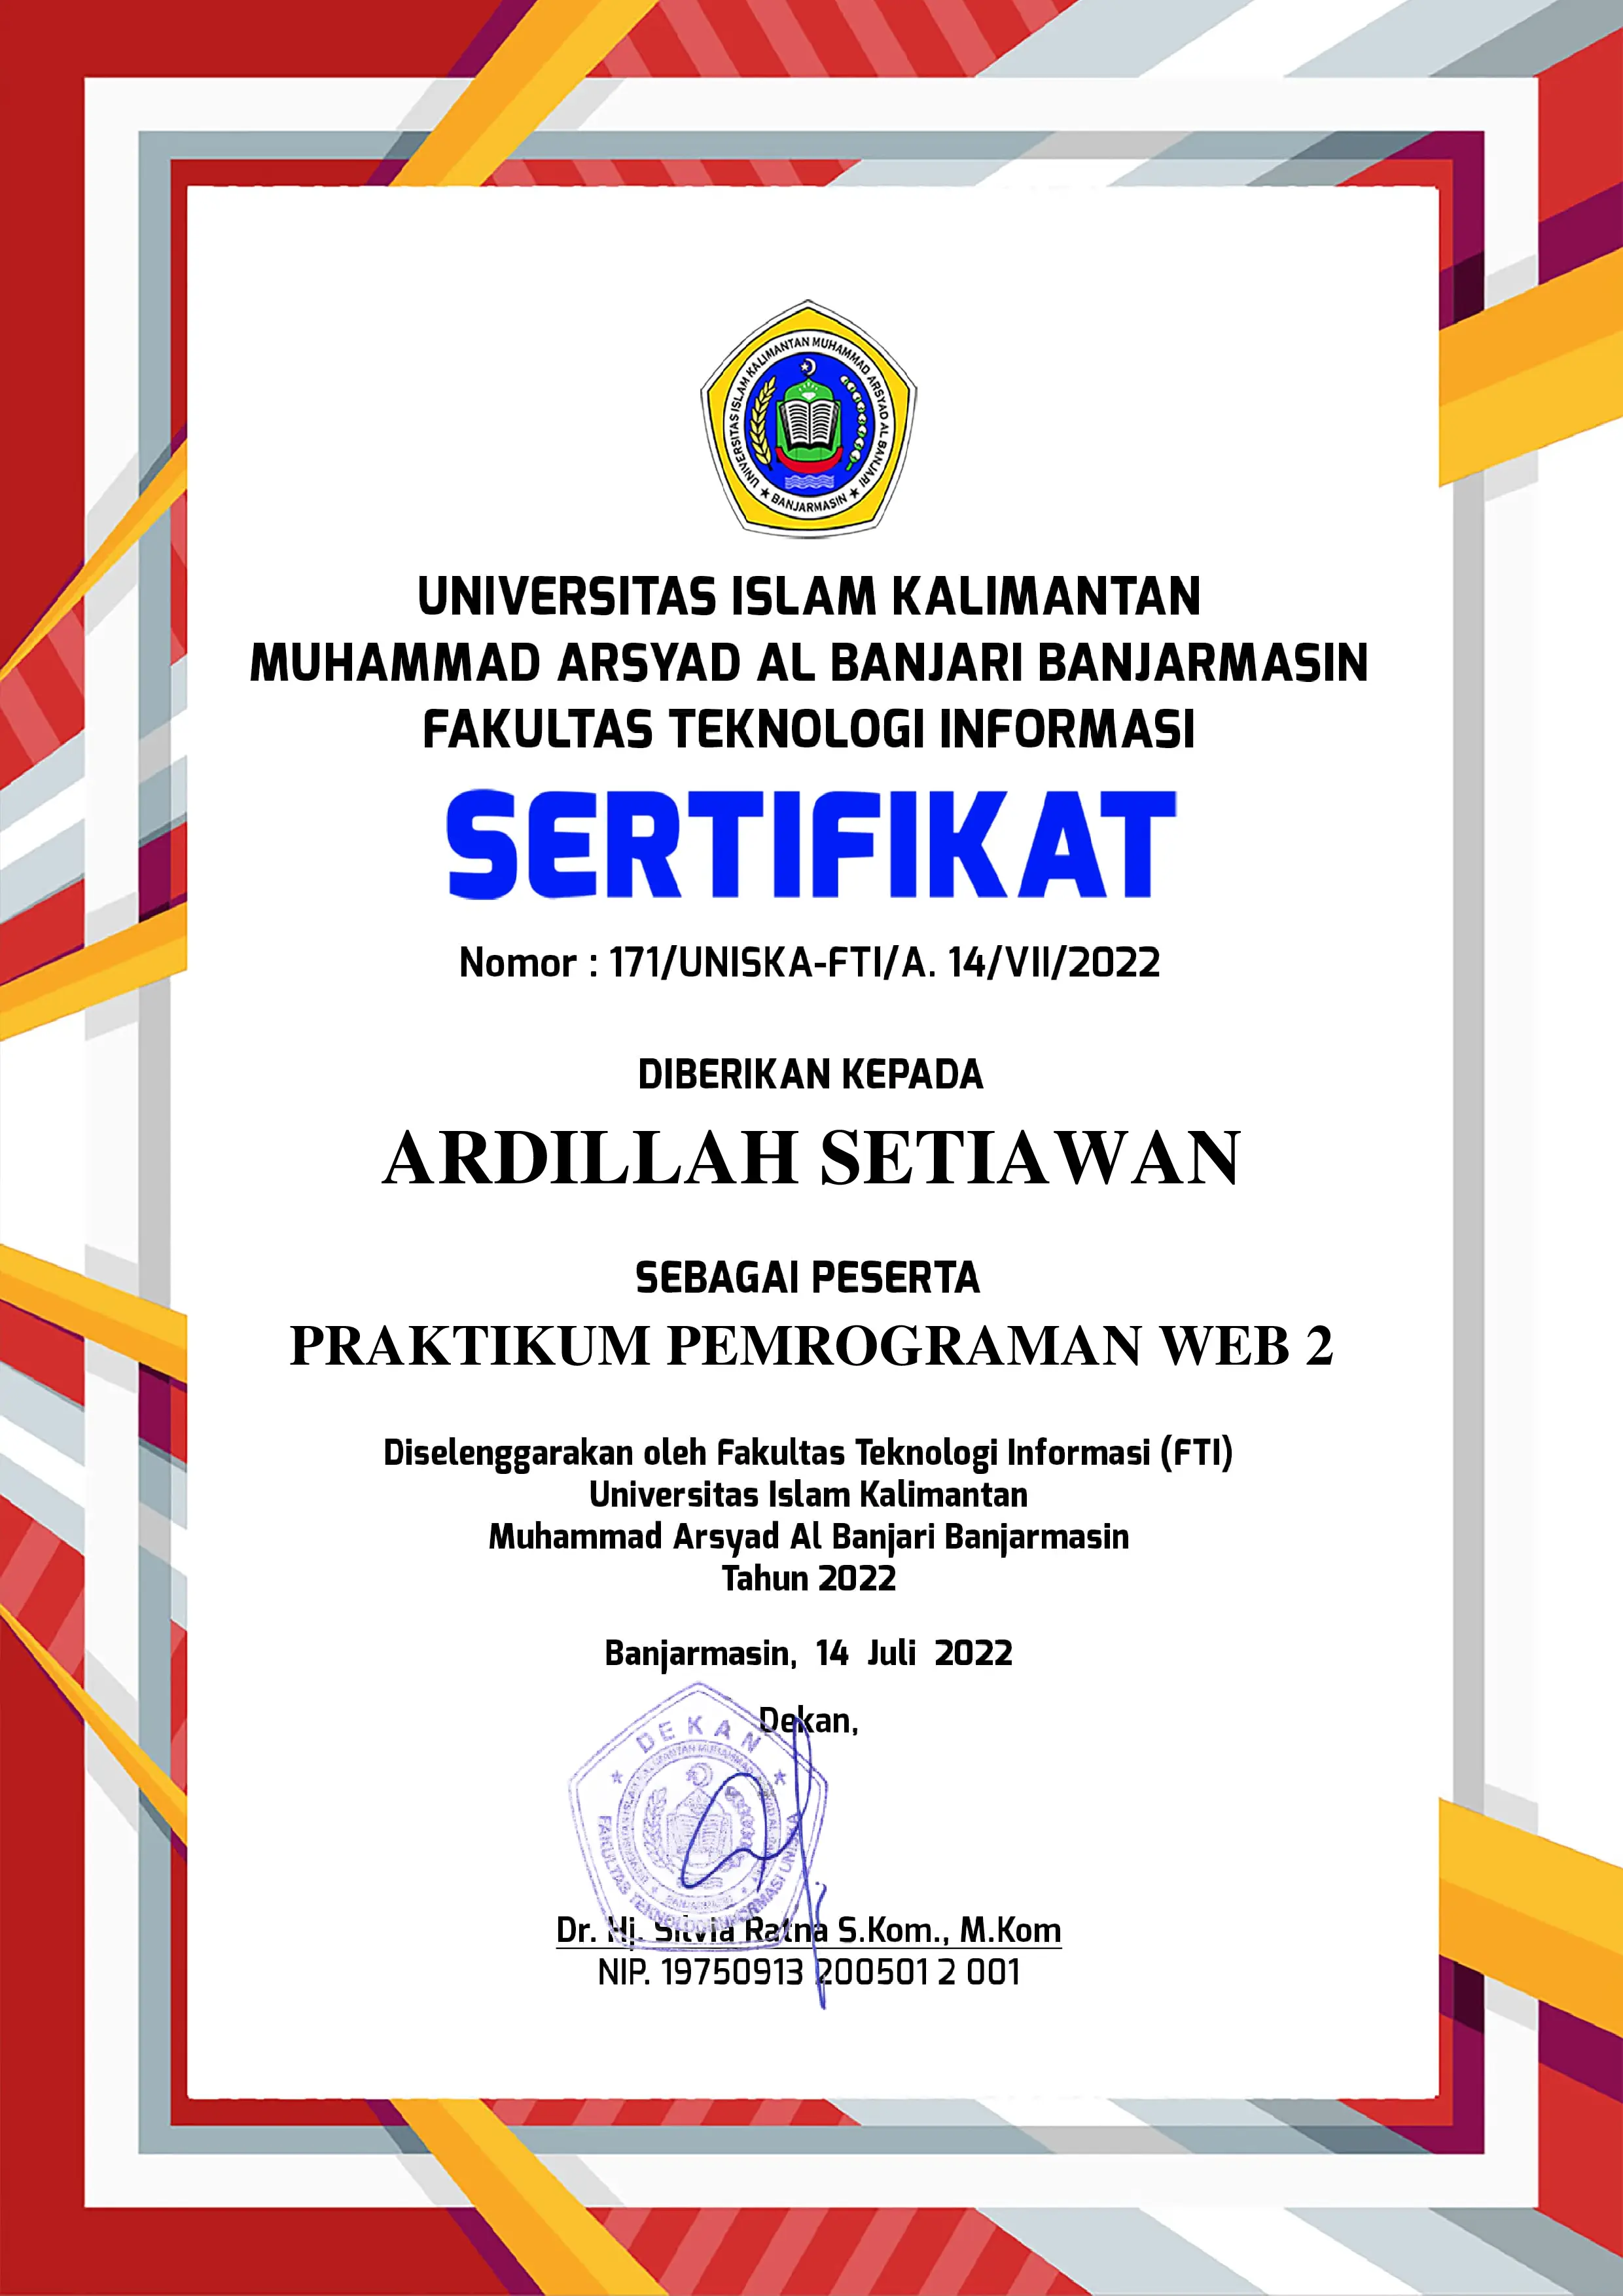 UNIVERSITAS ISLAM KALIMANTAN MUHAMMAD ARSYAD AL BANJARI
BANJARMASIN
UNIVERSITAS ISLAM KALIMANTAN
MUHAMMAD ARSYAD AL BANJARI BANJARMASIN
FAKULTAS TEKNOLOGI INFORMASI
SERTIFIKAT
Nomor : 171/UNISKA-FTI/A. 14/VII/2022
DIBERIKAN KEPADA
ARDILLAH SETIAWAN
SEBAGAI PESERTA
PRAKTIKUM PEMROGRAMAN WEB 2
Diselenggarakan oleh Fakultas Teknologi Informasi (FTI)
Universitas Islam Kalimantan
Muhammad Arsyad Al Banjari Banjarmasin
Tahun 2022
Banjarmasin, 14 Juli 2022
Dekan,
DEKAN
FAKULTAS TEKNOLOGI INFORMASI UNISKA
Dr. Hj. Silvia Ratna S.Kom., M.Kom
NIP. 19750913 200501 2 001